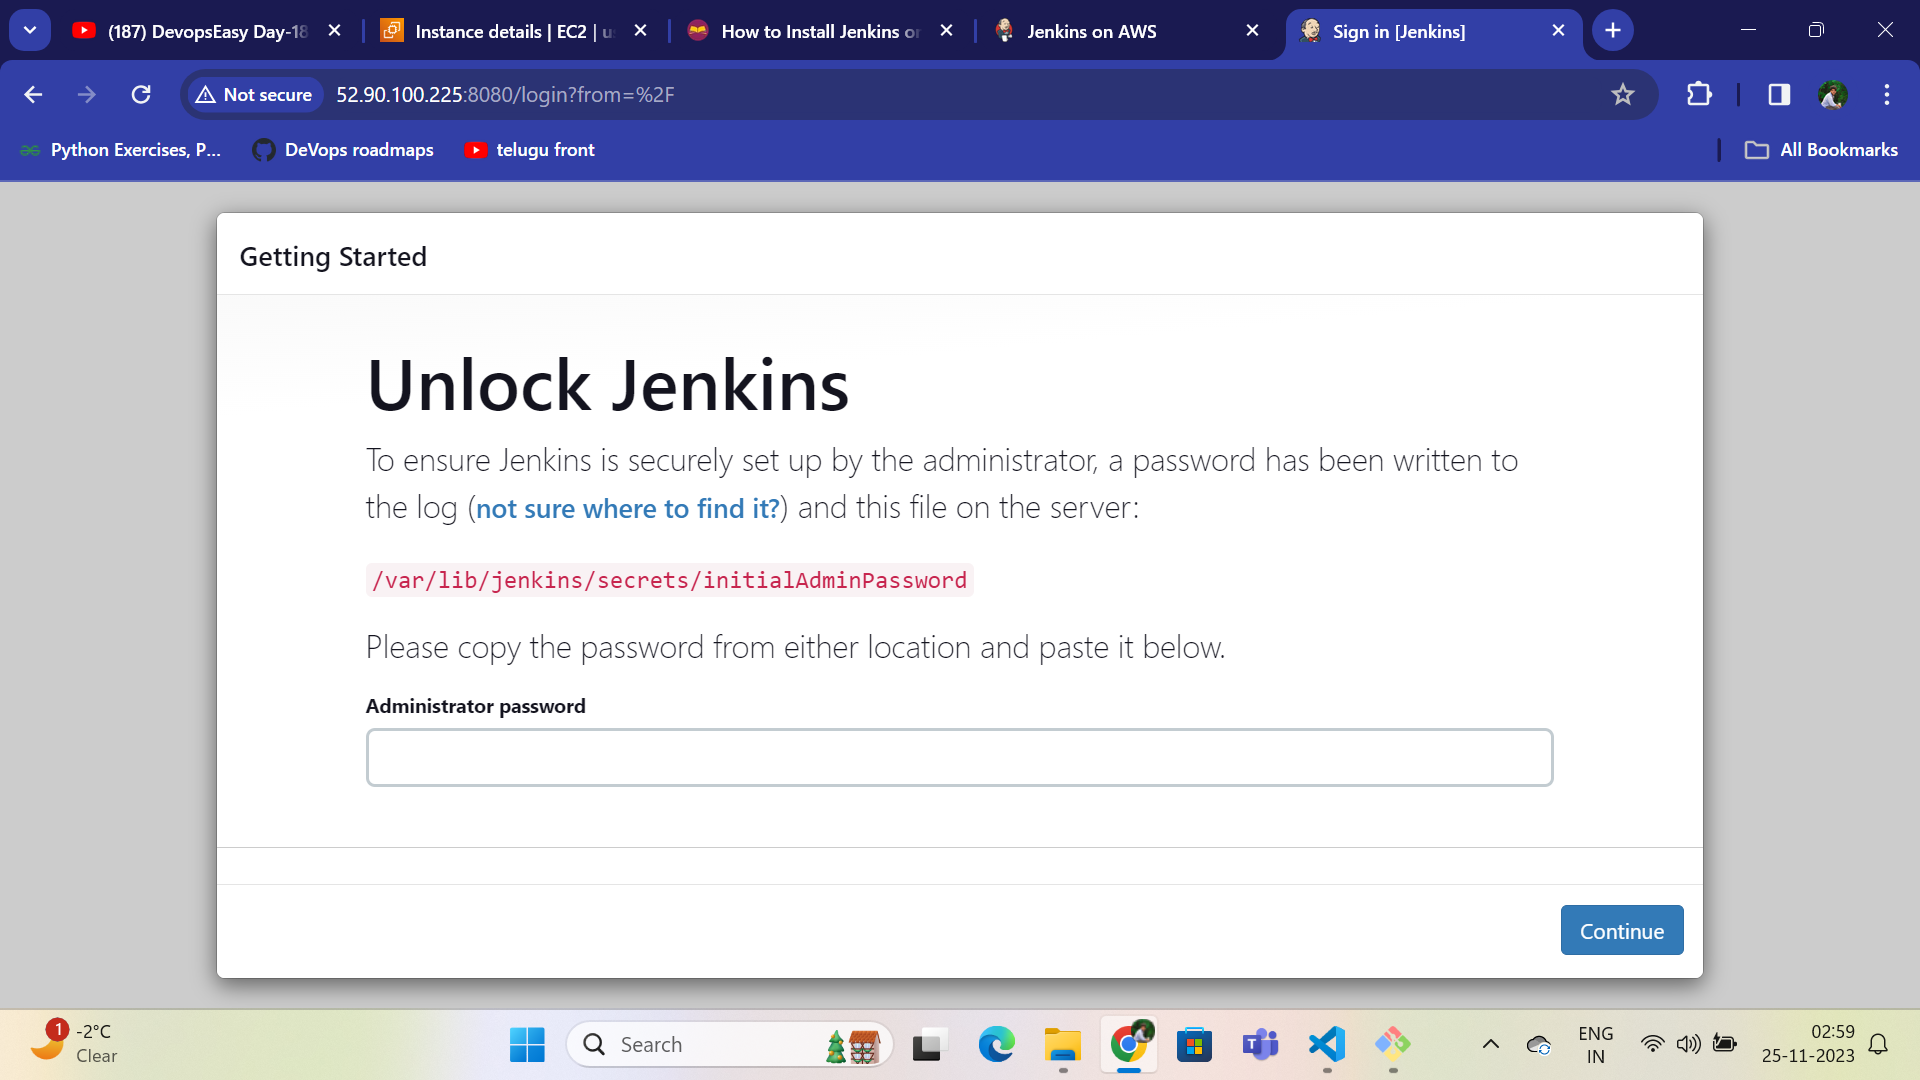 (187) DevopsEasy Day-18
Instance details | EC2 | u
How to Install Jenkins o
Jenkins on AWS
Sign in [Jenkins]
Not secure
52.90.100.225:8080/login?from=%2F
Python Exercises, P...
DeVops roadmaps
telugu front
All Bookmarks
Getting Started
Unlock Jenkins
To ensure Jenkins is securely set up by the administrator, a password has been written to
the log (not sure where to find it?) and this file on the server:
/var/lib/jenkins/secrets/initialAdminPassword
Please copy the password from either location and paste it below.
Administrator password
Continue
1
-2°C
Clear
Search
ENG
IN
02:59
25-11-2023